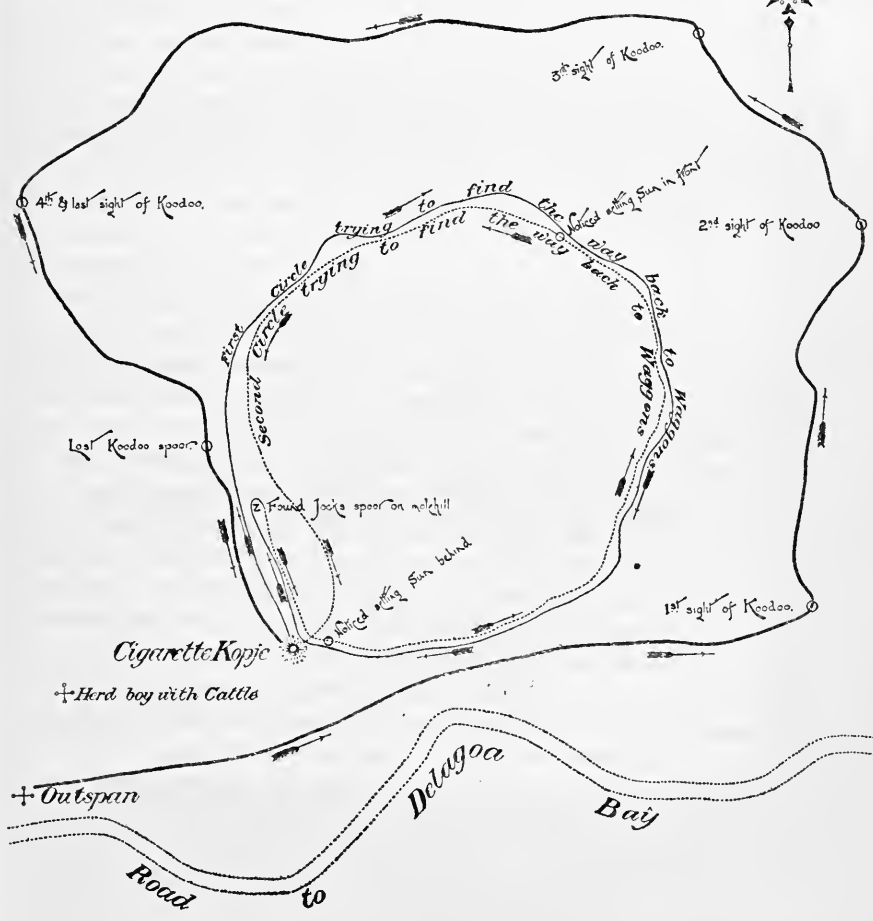 3rd sight of Koodoo.
4th & last sight of Koodoo.
2nd sight of Koodoo
First circle trying to find the way back to Waggons
Second Circle trying to find the way back to Waggons
Noticed setting Sun in front
Lost Koodoo spoor.
Z Found Jocks spoor on molehill
Noticed setting Sun behind
1st sight of Koodoo.
Cigarette Kopje
Herd boy with Cattle
Outspan
Road to Delagoa Bay